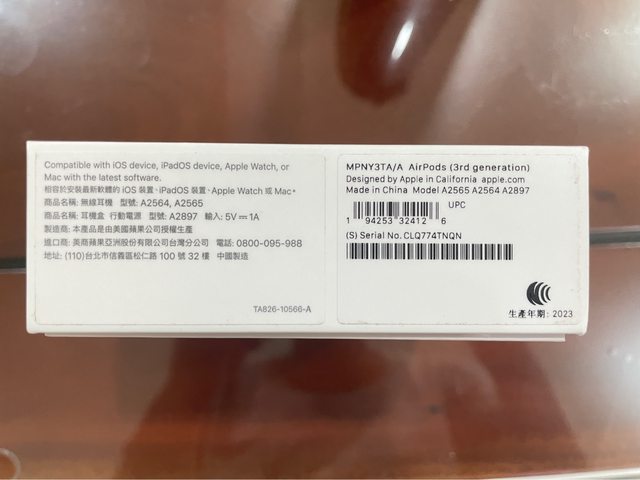 Compatible with iOS device, iPadOS device, Apple Watch, or
Mac with the latest software.
相容於安裝最新軟體的 iOS 裝置、iPadOS 裝置、Apple Watch 或 Mac。
商品名稱: 無線耳機 型號: A2564, A2565
商品名稱: 耳機盒 行動電源 型號: A2897 輸入: 5V⎓1A
製造商: 本產品是由美國蘋果公司授權生產
進口商: 美商蘋果亞洲股份有限公司台灣分公司 電話: 0800-095-988
地址: (110)台北市信義區松仁路 100 號 32 樓 中國製造
TA826-10566-A
MPNY3TA/A AirPods (3rd generation)
Designed by Apple in California apple.com
Made in China Model A2565 A2564 A2897
UPC
1 94253 32412 6
(S) Serial No. CLQ774TNQN
生產年期: 2023